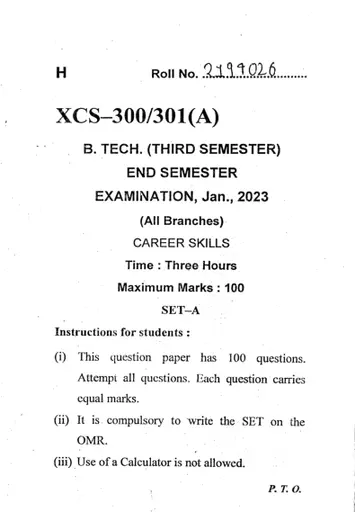 H Roll No. 2199026
XCS–300/301(A)
B. TECH. (THIRD SEMESTER)
END SEMESTER
EXAMINATION, Jan., 2023
(All Branches)
CAREER SKILLS
Time : Three Hours
Maximum Marks : 100
SET–A
Instructions for students :
(i) This question paper has 100 questions.
Attempt all questions. Each question carries
equal marks.
(ii) It is compulsory to write the SET on the
OMR.
(iii) Use of a Calculator is not allowed.
P. T. O.